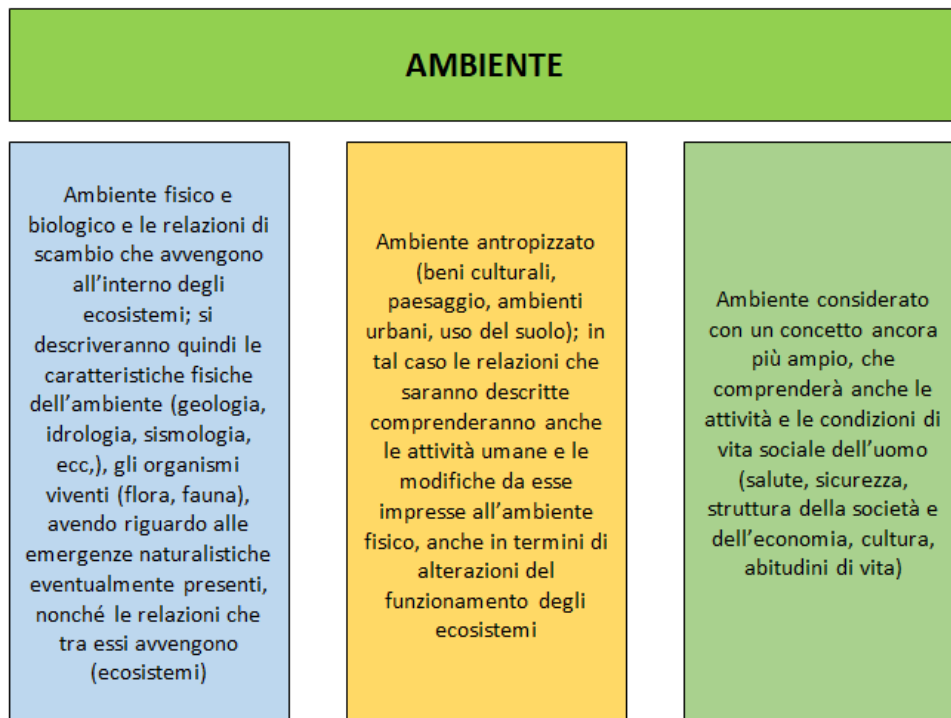 AMBIENTE
Ambiente fisico e
biologico e le relazioni di
scambio che avvengono
all'interno degli
ecosistemi; si
descriveranno quindi le
caratteristiche fisiche
dell'ambiente (geologia,
idrologia, sismologia,
ecc,), gli organismi
viventi (flora, fauna),
avendo riguardo alle
emergenze naturalistiche
eventualmente presenti,
nonché le relazioni che
tra essi avvengono
(ecosistemi)
Ambiente antropizzato
(beni culturali,
paesaggio, ambienti
urbani, uso del suolo); in
tal caso le relazioni che
saranno descritte
comprenderanno anche
le attività umane e le
modifiche da esse
impresse all'ambiente
fisico, anche in termini di
alterazioni del
funzionamento degli
ecosistemi
Ambiente considerato
con un concetto ancora
più ampio, che
comprenderà anche le
attività e le condizioni di
vita sociale dell'uomo
(salute, sicurezza,
struttura della società e
dell'economia, cultura,
abitudini di vita)